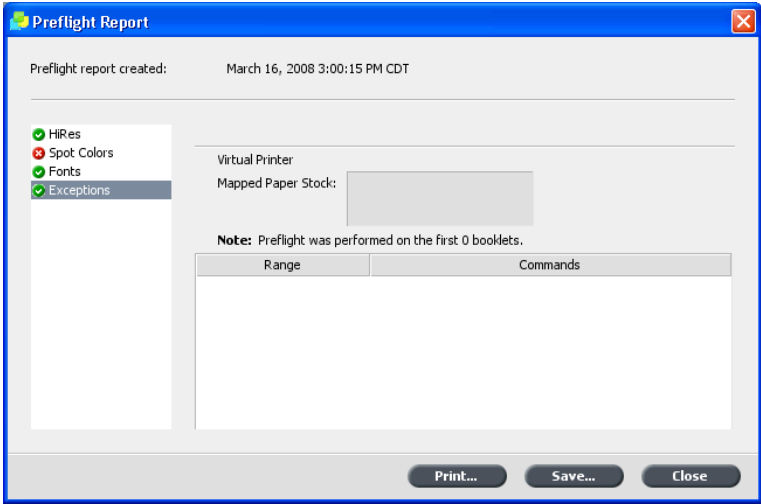 Preflight Report
Preflight report created: March 16, 2008 3:00:15 PM CDT
HiRes
Spot Colors
Fonts
Exceptions
Virtual Printer
Mapped Paper Stock:
Note: Preflight was performed on the first 0 booklets.
Range Commands
Print... Save... Close